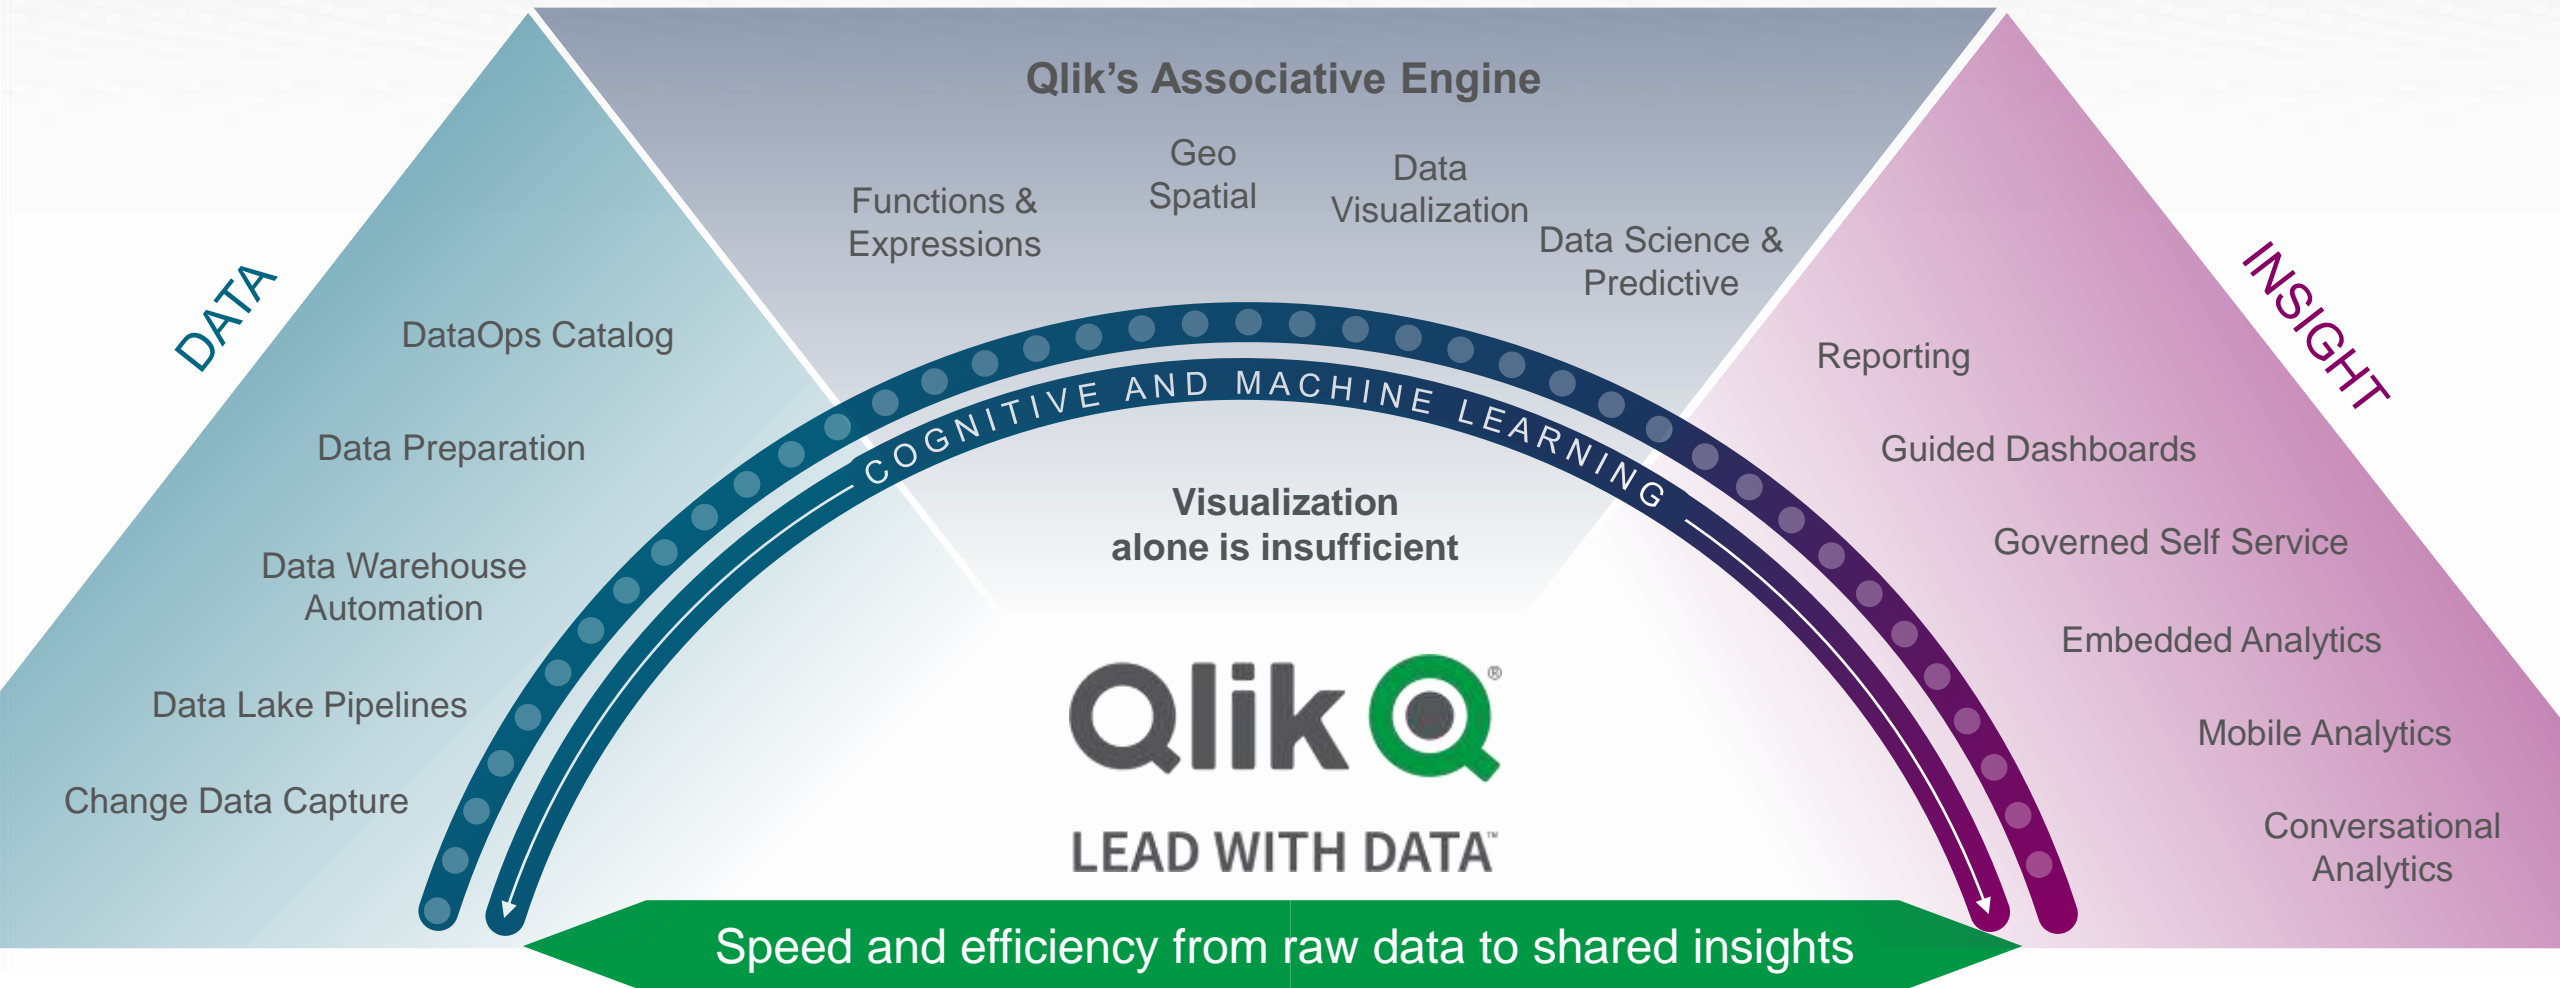 Qlik’s Associative Engine
Functions &
Expressions
Geo
Spatial
Data
Visualization
Data Science &
Predictive
DATA
DataOps Catalog
Data Preparation
Data Warehouse
Automation
Data Lake Pipelines
Change Data Capture
COGNITIVE AND MACHINE LEARNING
Visualization
alone is insufficient
Qlik Q®
LEAD WITH DATA™
INSIGHT
Reporting
Guided Dashboards
Governed Self Service
Embedded Analytics
Mobile Analytics
Conversational
Analytics
Speed and efficiency from raw data to shared insights